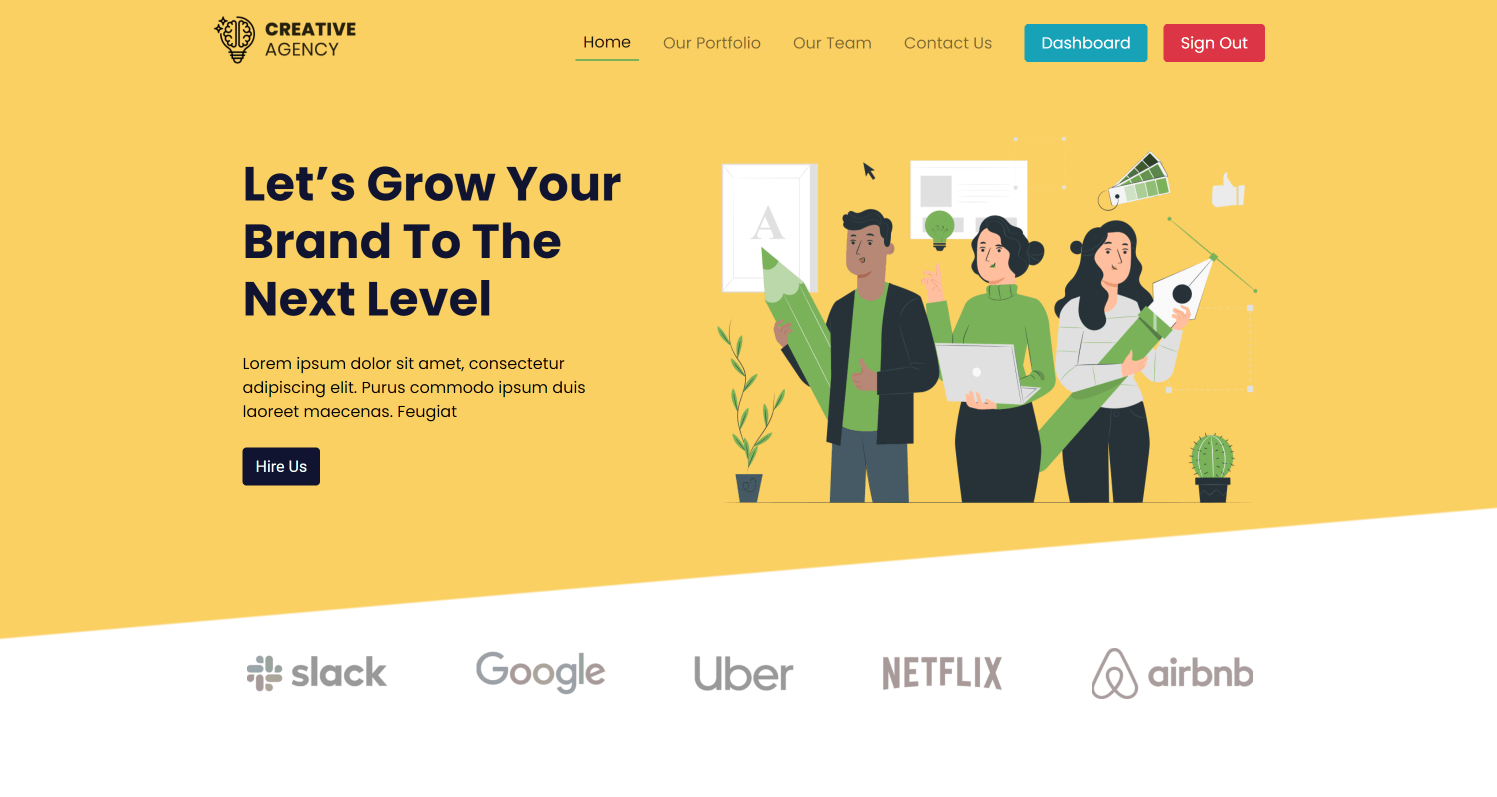 CREATIVE
AGENCY
Home Our Portfolio Our Team Contact Us Dashboard Sign Out
Let’s Grow Your
Brand To The
Next Level
A
Lorem ipsum dolor sit amet, consectetur
adipiscing elit. Purus commodo ipsum duis
laoreet maecenas. Feugiat
Hire Us
slack Google Uber NETFLIX airbnb